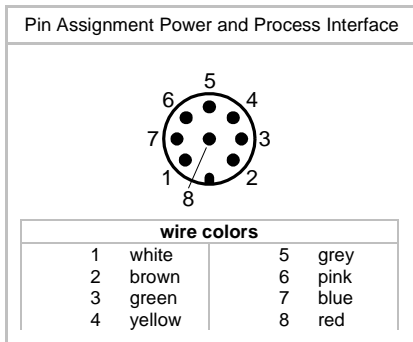 Pin Assignment Power and Process Interface
5
6 4
7 3
1 2
8
wire colors
1 white 5 grey
2 brown 6 pink
3 green 7 blue
4 yellow 8 red